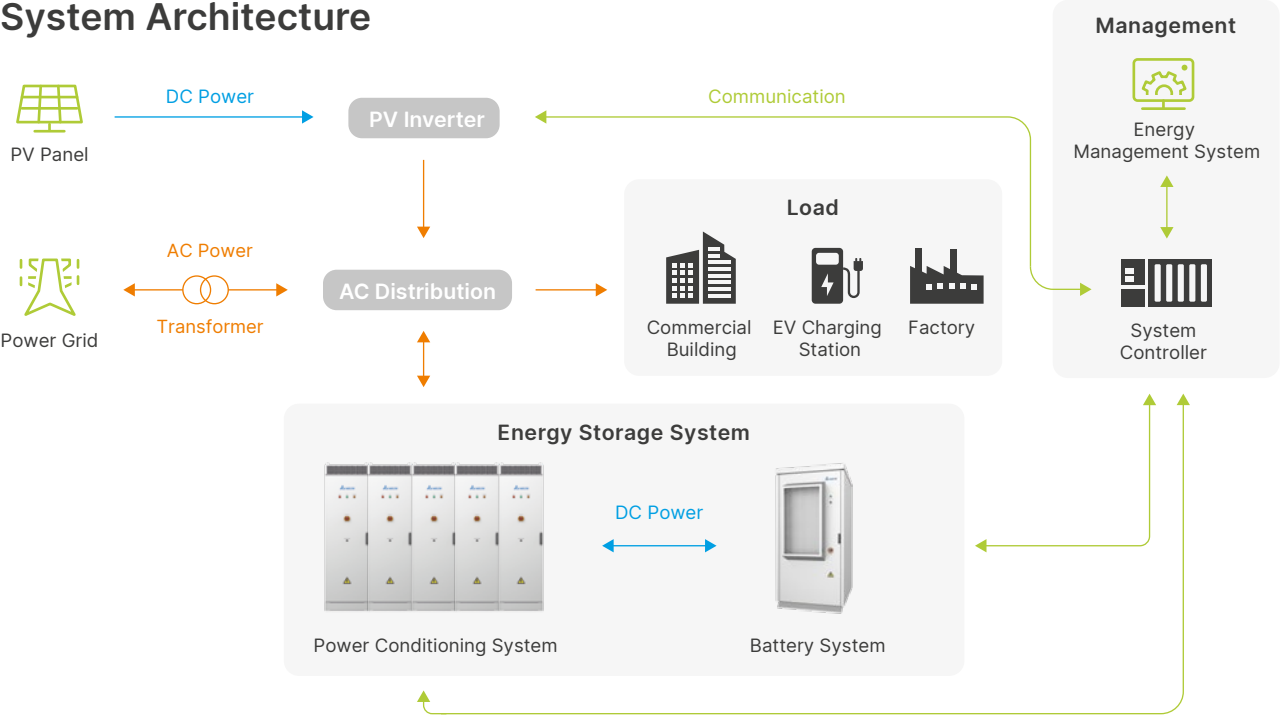 System Architecture
Management
DC Power
Communication
PV Inverter
PV Panel
Energy
Management System
Load
AC Power
AC Distribution
Transformer
Power Grid
Commercial
Building
EV Charging
Station
Factory
System
Controller
Energy Storage System
DC Power
Power Conditioning System
Battery System